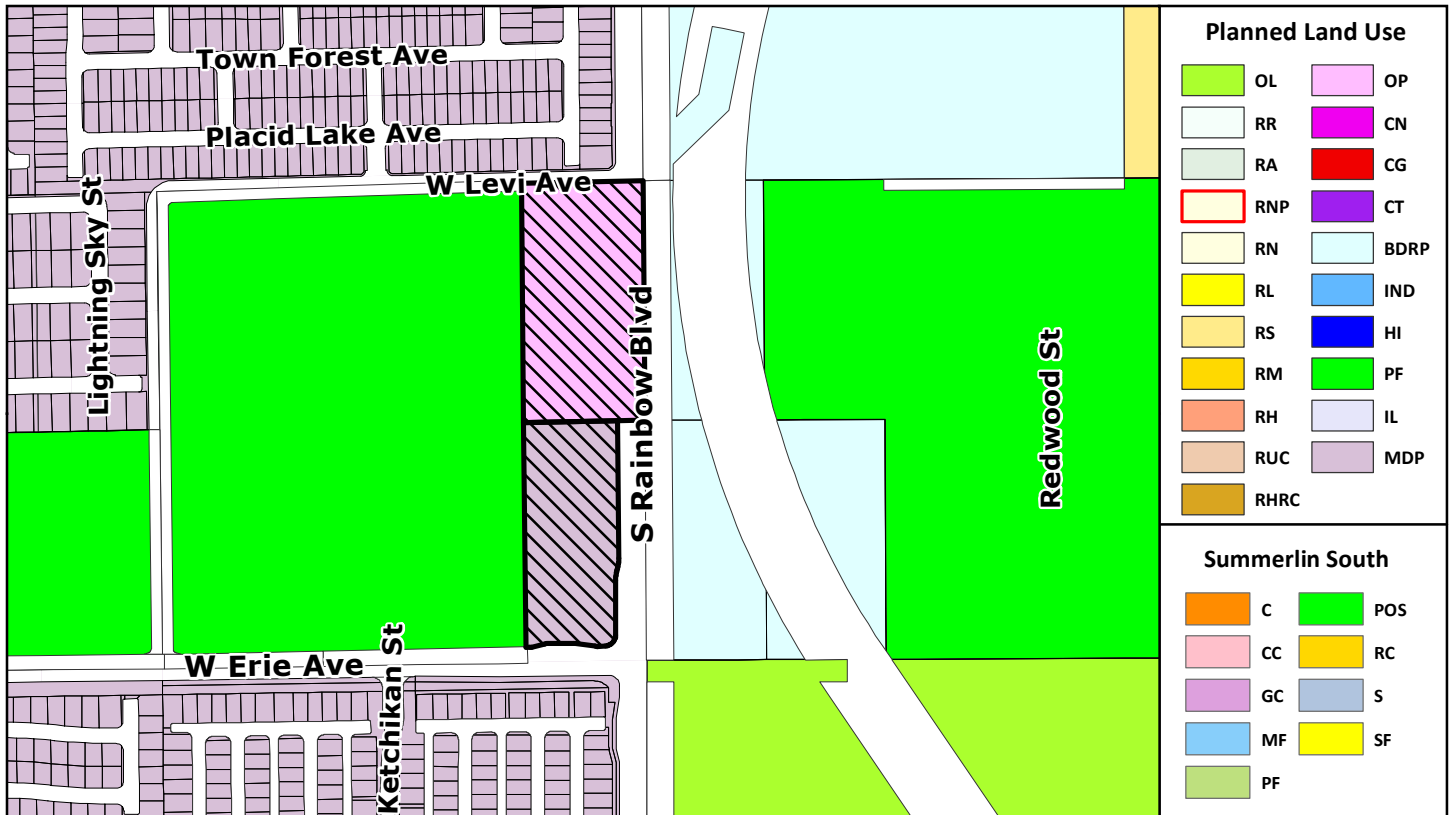 Town Forest Ave
Placid Lake Ave
W Levi Ave
Lightning Sky St
S Rainbow Blvd
Redwood St
W Erie Ave
Ketchikan St
Planned Land Use
OL
OP
RR
CN
RA
CG
RNP
CT
RN
BDRP
RL
IND
RS
HI
RM
PF
RH
IL
RUC
MDP
RHRC
Summerlin South
C
POS
CC
RC
GC
S
MF
SF
PF